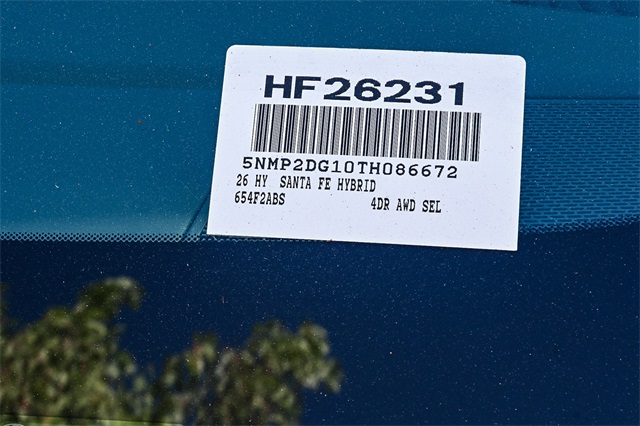 HF26231
5NMP2DG10TH086672
26 HY SANTA FE HYBRID
654F2ABS 4DR AWD SEL